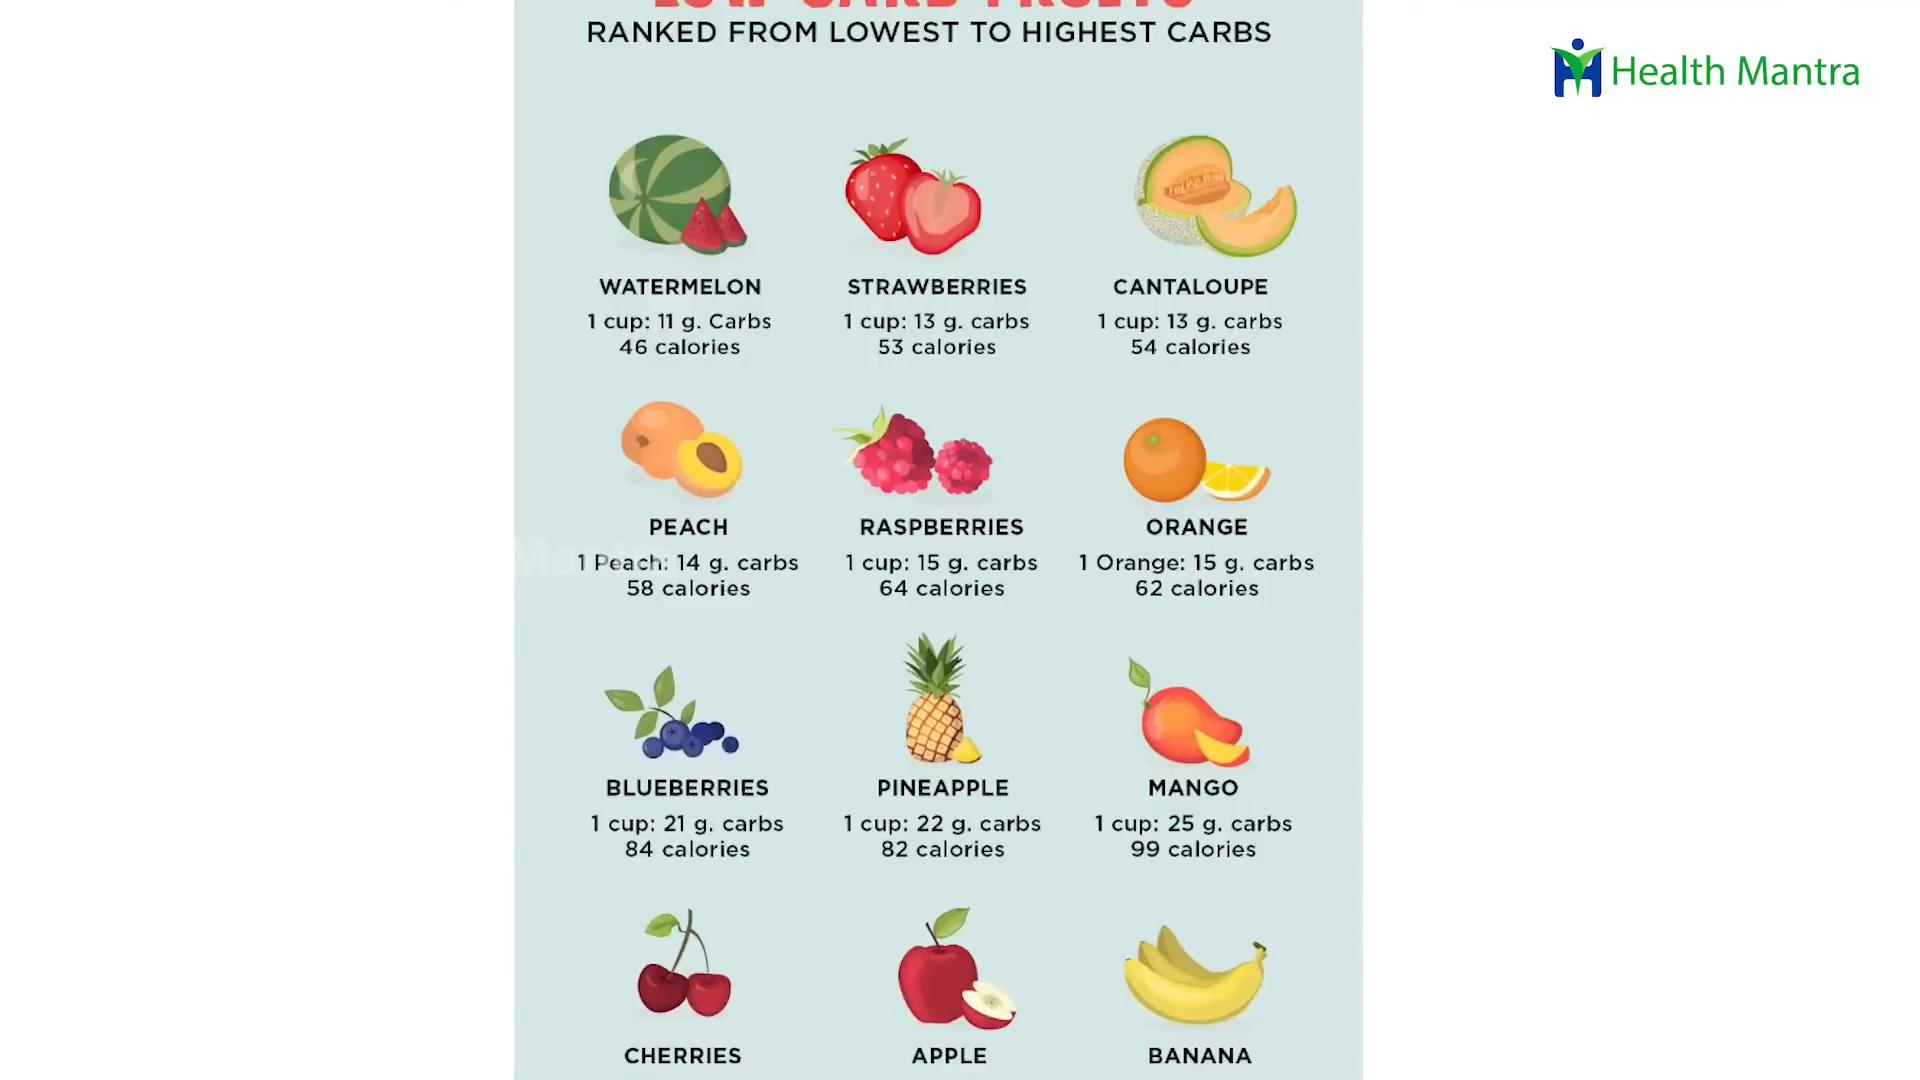 LOW CARB FRUITS
RANKED FROM LOWEST TO HIGHEST CARBS
Health Mantra
WATERMELON
1 cup: 11 g. Carbs
46 calories
STRAWBERRIES
1 cup: 13 g. carbs
53 calories
CANTALOUPE
1 cup: 13 g. carbs
54 calories
PEACH
1 Peach: 14 g. carbs
58 calories
RASPBERRIES
1 cup: 15 g. carbs
64 calories
ORANGE
1 Orange: 15 g. carbs
62 calories
BLUEBERRIES
1 cup: 21 g. carbs
84 calories
PINEAPPLE
1 cup: 22 g. carbs
82 calories
MANGO
1 cup: 25 g. carbs
99 calories
CHERRIES
APPLE
BANANA